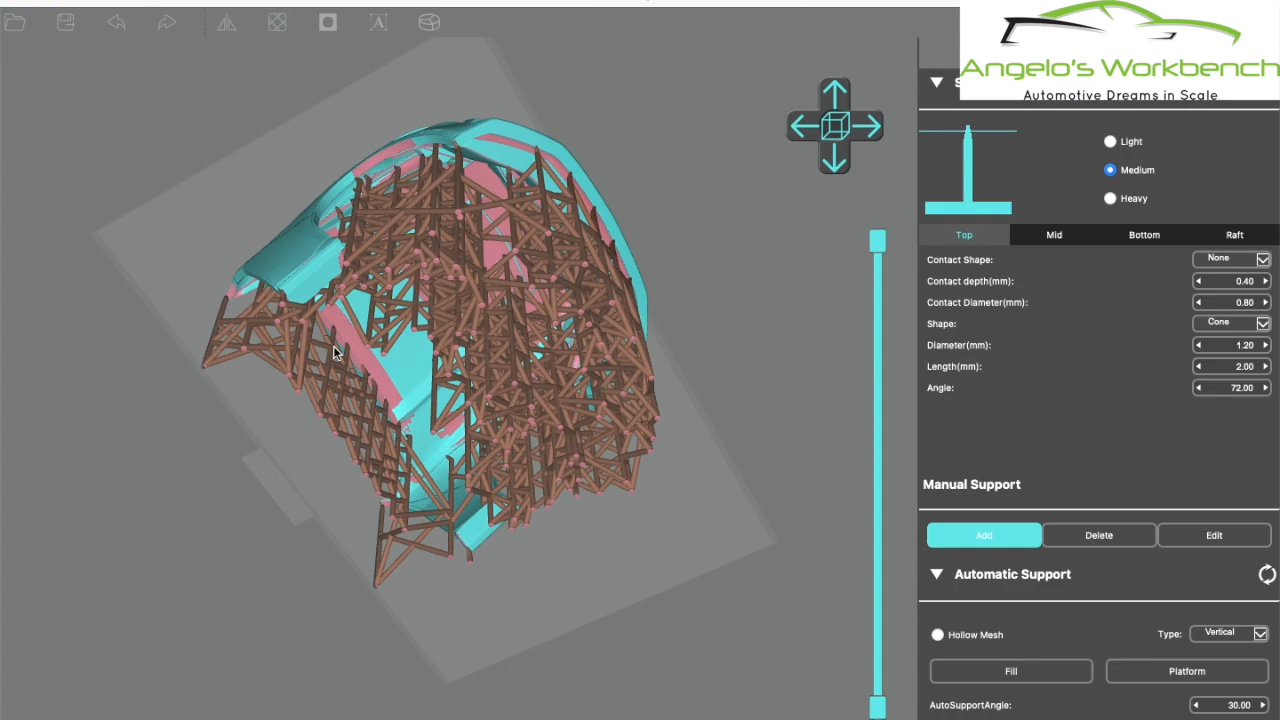 Angelo's Workbench
Automotive Dreams in Scale
Light
Medium
Heavy
Top Mid Bottom Raft
Contact Shape: None
Contact depth(mm): 0.40
Contact Diameter(mm): 0.80
Shape: Cone
Diameter(mm): 1.20
Length(mm): 2.00
Angle: 72.00
Manual Support
Add Delete Edit
Automatic Support
Hollow Mesh Type: Vertical
Fill Platform
AutoSupportAngle: 30.00